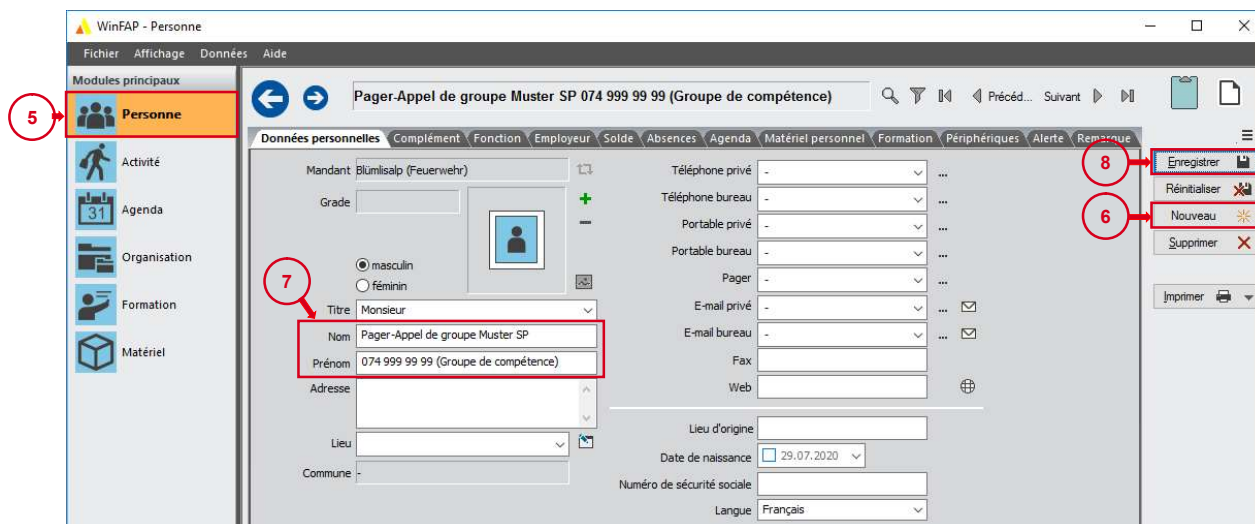 WinFAP - Personne
Fichier Affichage Données Aide
Modules principaux
5
Personne
Activité
31
Agenda
Organisation
Formation
Matériel
Pager-Appel de groupe Muster SP 074 999 99 99 (Groupe de compétence)
Précéd... Suivant
Données personnelles Complément Fonction Employeur Solde Absences Agenda Matériel personnel Formation Périphériques Alerte Remarque
Mandant Blümlisalp (Feuerwehr)
Grade
masculin
féminin
7
Titre Monsieur
Nom Pager-Appel de groupe Muster SP
Prénom 074 999 99 99 (Groupe de compétence)
Adresse
Lieu
Commune -
Téléphone privé - ...
Téléphone bureau - ...
Portable privé - ...
Portable bureau - ...
Pager - ...
E-mail privé - ...
E-mail bureau - ...
Fax
Web
Lieu d'origine
Date de naissance 29.07.2020
Numéro de sécurité sociale
Langue Français
8
Enregistrer
Réinitialiser
6
Nouveau
Supprimer
Imprimer